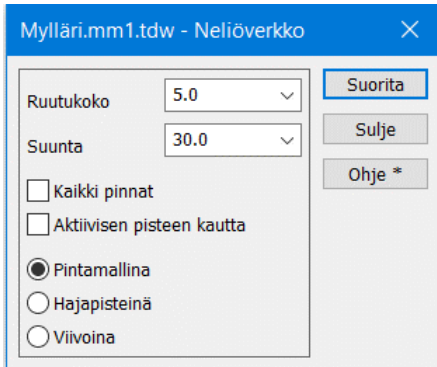 Mylläri.mm1.tdw - Neliöverkko
Ruutukoko 5.0
Suunta 30.0
Kaikki pinnat
Aktiivisen pisteen kautta
Pintamallina
Hajapisteinä
Viivoina
Suorita
Sulje
Ohje *